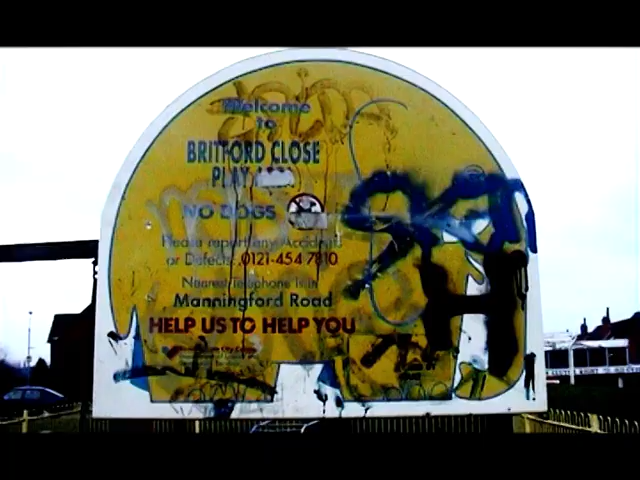 Welcome
to
BRITFORD CLOSE
PLAY
NO DOGS
Please report any Accidents
or Defects: 0121-454 7810
Nearest Telephone is in
Manningford Road
HELP US TO HELP YOU
City